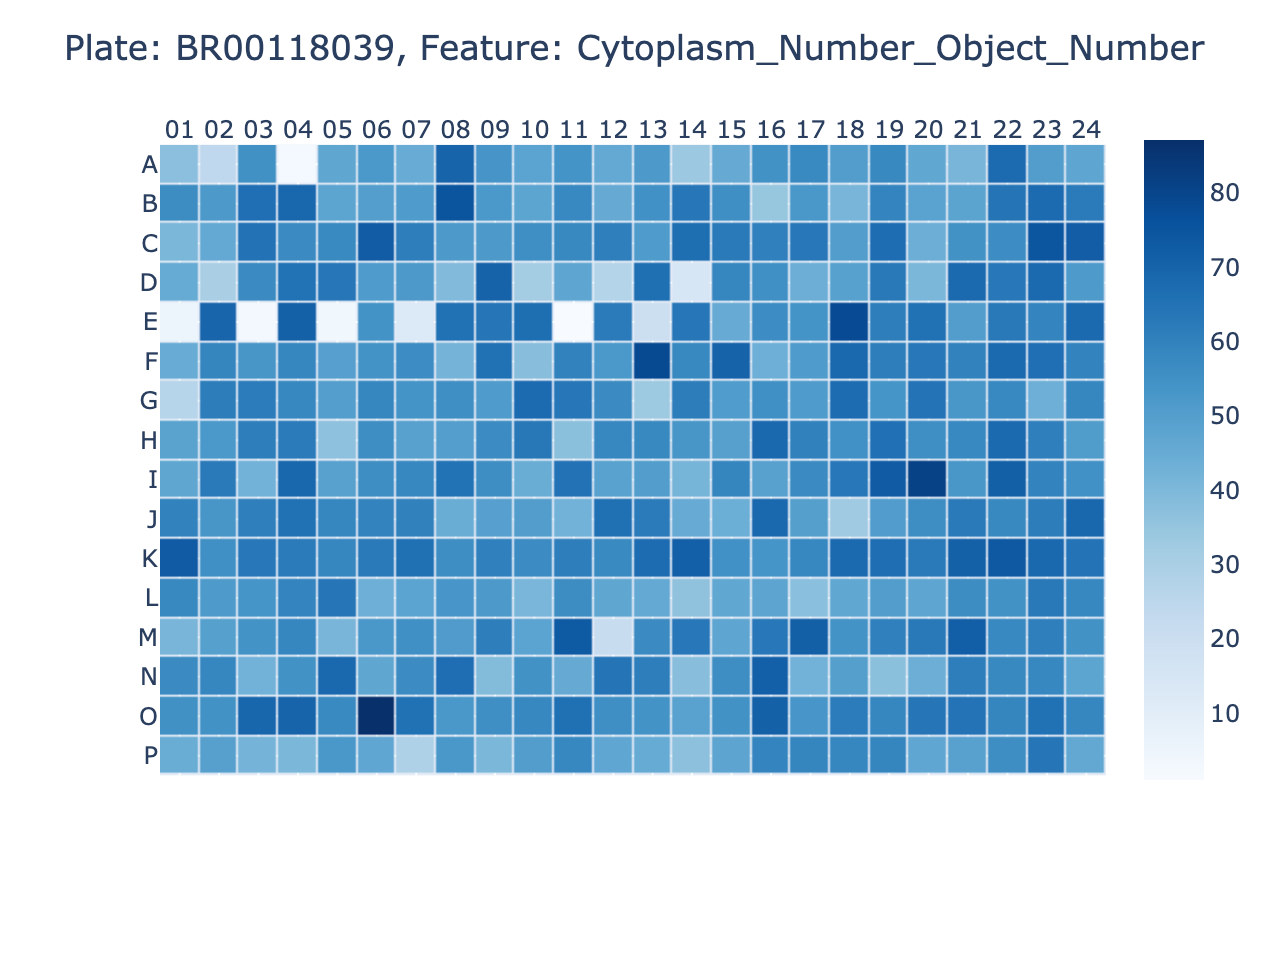 Plate: BR00118039, Feature: Cytoplasm_Number_Object_Number
01 02 03 04 05 06 07 08 09 10 11 12 13 14 15 16 17 18 19 20 21 22 23 24
A
B
C
D
E
F
G
H
I
J
K
L
M
N
O
P
80
70
60
50
40
30
20
10